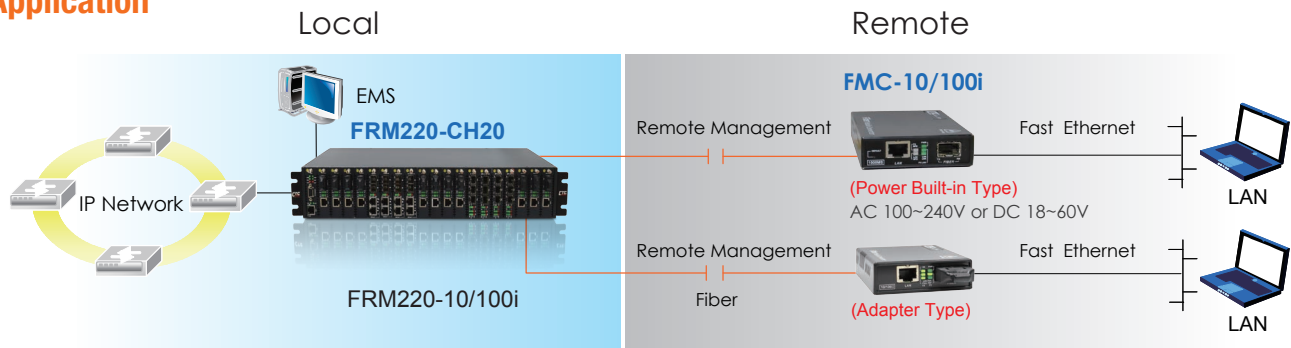 Application
Local
Remote
EMS
FRM220-CH20
IP Network
FRM220-10/100i
FMC-10/100i
Remote Management
Fast Ethernet
(Power Built-in Type)
AC 100~240V or DC 18~60V
LAN
Remote Management
Fast Ethernet
Fiber
(Adapter Type)
LAN